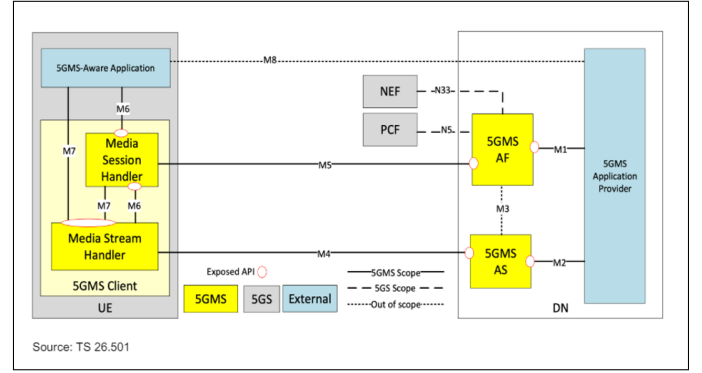 5GMS-Aware Application
M8
NEF
N33
M6
PCF
N5
M7
Media
Session
Handler
5GMS
AF
M1
5GMS
Application
Provider
M5
M7
M6
M3
Media Stream
Handler
M4
5GMS
AS
M2
Exposed API
5GMS Scope
5GS Scope
Out of scope
5GMS Client
5GMS
5GS
External
UE
DN
Source: TS 26.501